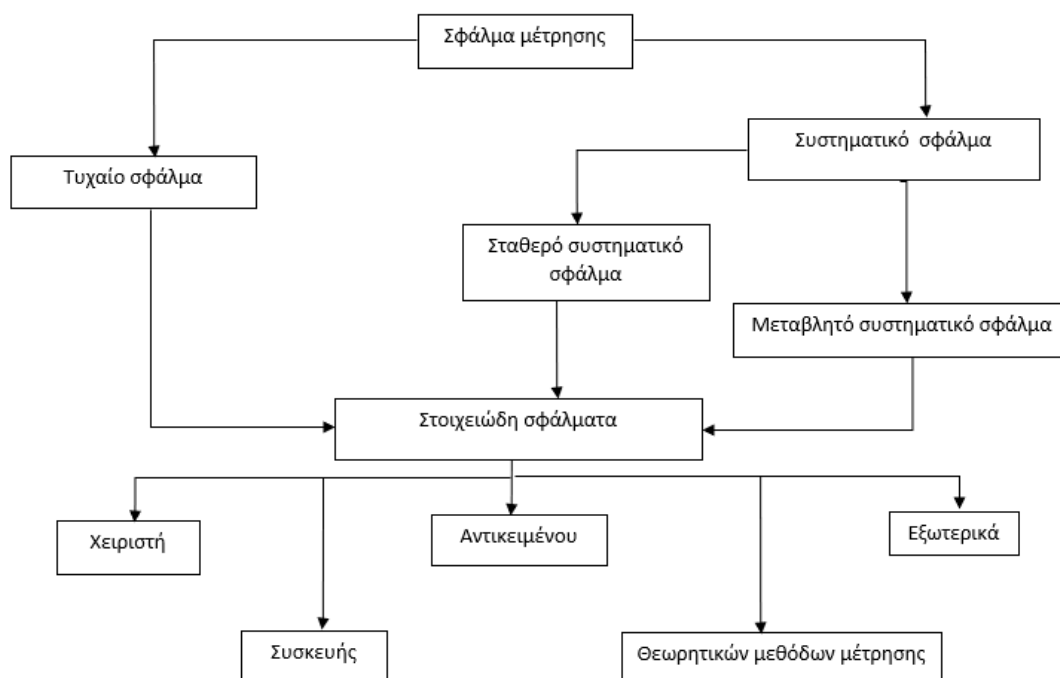 Σφάλμα μέτρησης
Συστηματικό σφάλμα
Τυχαίο σφάλμα
Σταθερό συστηματικό
σφάλμα
Μεταβλητό συστηματικό σφάλμα
Στοιχειώδη σφάλματα
Χειριστή
Αντικειμένου
Εξωτερικά
Συσκευής
Θεωρητικών μεθόδων μέτρησης